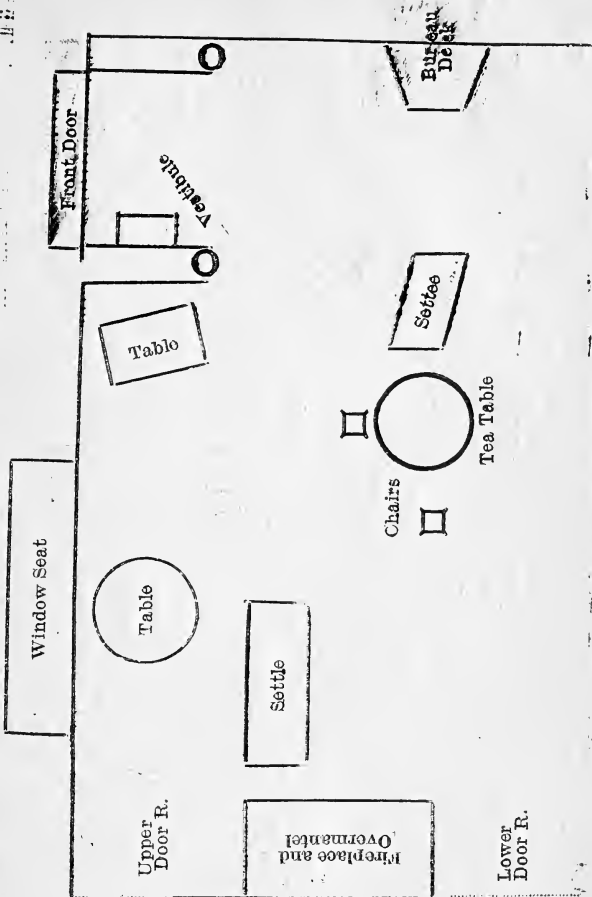 Bureau
Desk
Front Door
Vestibule
Settee
Table
Tea Table
Chairs
Window Seat
Table
Settle
Upper
Door R.
Fireplace and
Overmantel
Lower
Door R.